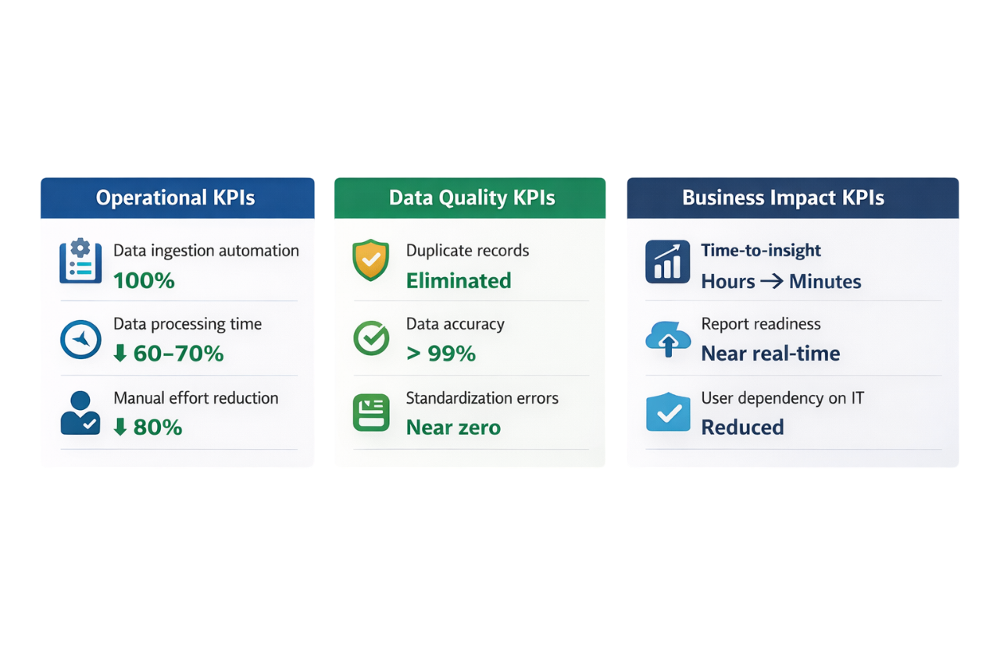 Operational KPIs
Data ingestion automation
100%
Data processing time
⬇ 60–70%
Manual effort reduction
⬇ 80%
Data Quality KPIs
Duplicate records
Eliminated
Data accuracy
> 99%
Standardization errors
Near zero
Business Impact KPIs
Time-to-insight
Hours → Minutes
Report readiness
Near real-time
User dependency on IT
Reduced